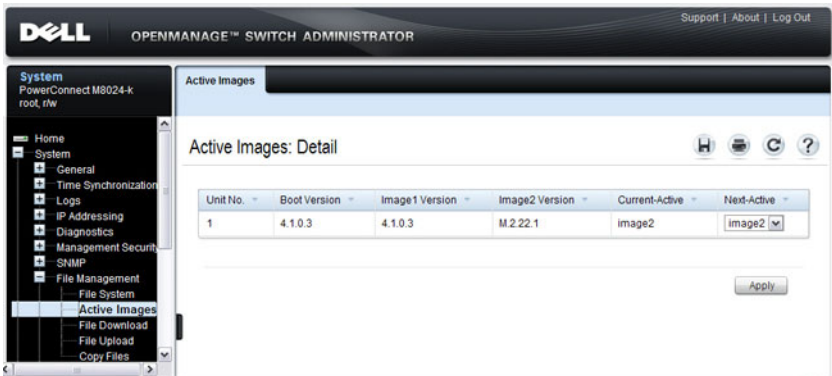 Support | About | Log Out
DELL OPENMANAGE™ SWITCH ADMINISTRATOR
System
PowerConnect M8024-k
root, r/w
Active Images
Home
System
General
Time Synchronization
Logs
IP Addressing
Diagnostics
Management Security
SNMP
File Management
File System
Active Images
File Download
File Upload
Copy Files
Active Images: Detail
Unit No. Boot Version Image1 Version Image2 Version Current-Active Next-Active
1 4.1.0.3 4.1.0.3 M.2.22.1 image2 image2
Apply